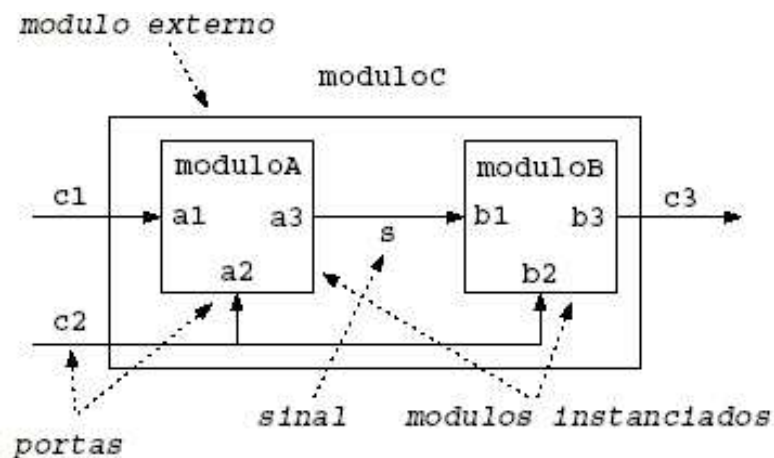 modulo externo
moduloC
moduloA
moduloB
c1
a1
a3
s
b1
b3
c3
a2
b2
c2
sinal
modulos instanciados
portas